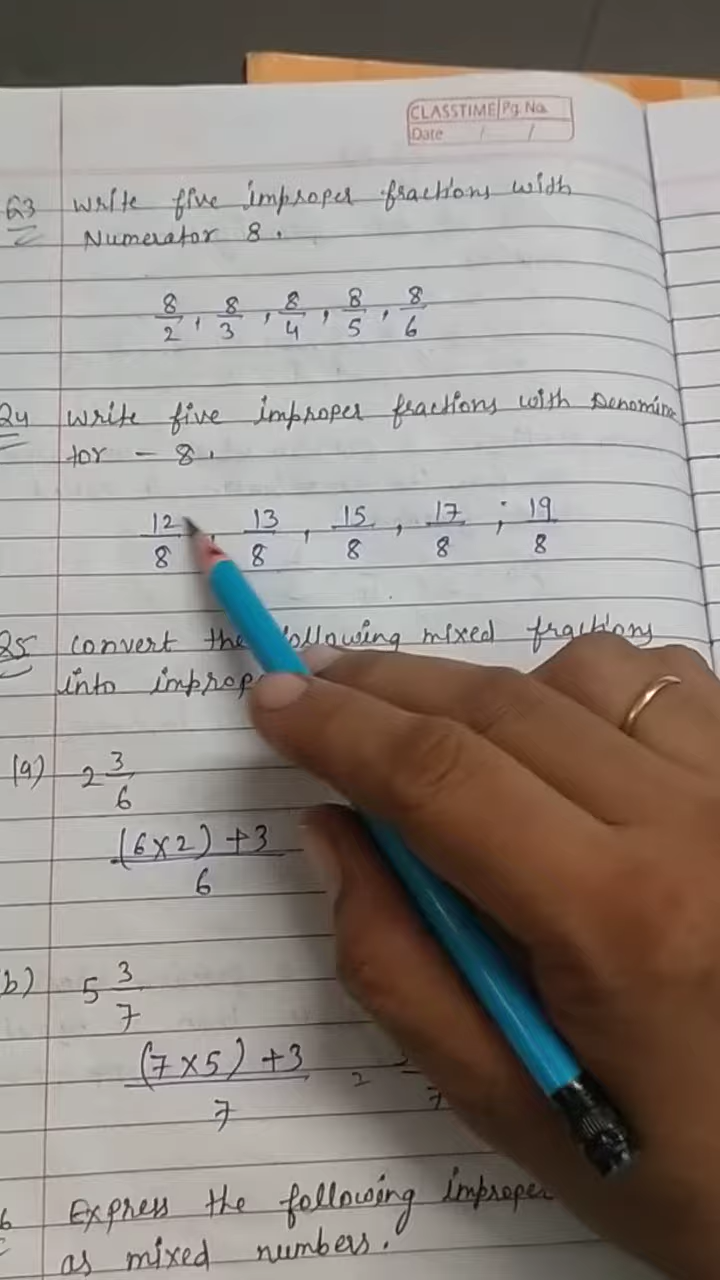 CLASSTIME Pg. No.
Date / /
Q3 Write five improper fractions with
Numerator 8.
8/2, 8/3, 8/4, 8/5, 8/6
24 Write five improper fractions with Denomina
tor - 8.
12/8, 13/8, 15/8, 17/8; 19/8
25 Convert the following mixed fractions
into improp
(a) 2 3/6
(6×2) +3/6
b) 5 3/7
(7×5) +3/7 =
6 Express the following improper
as mixed numbers.